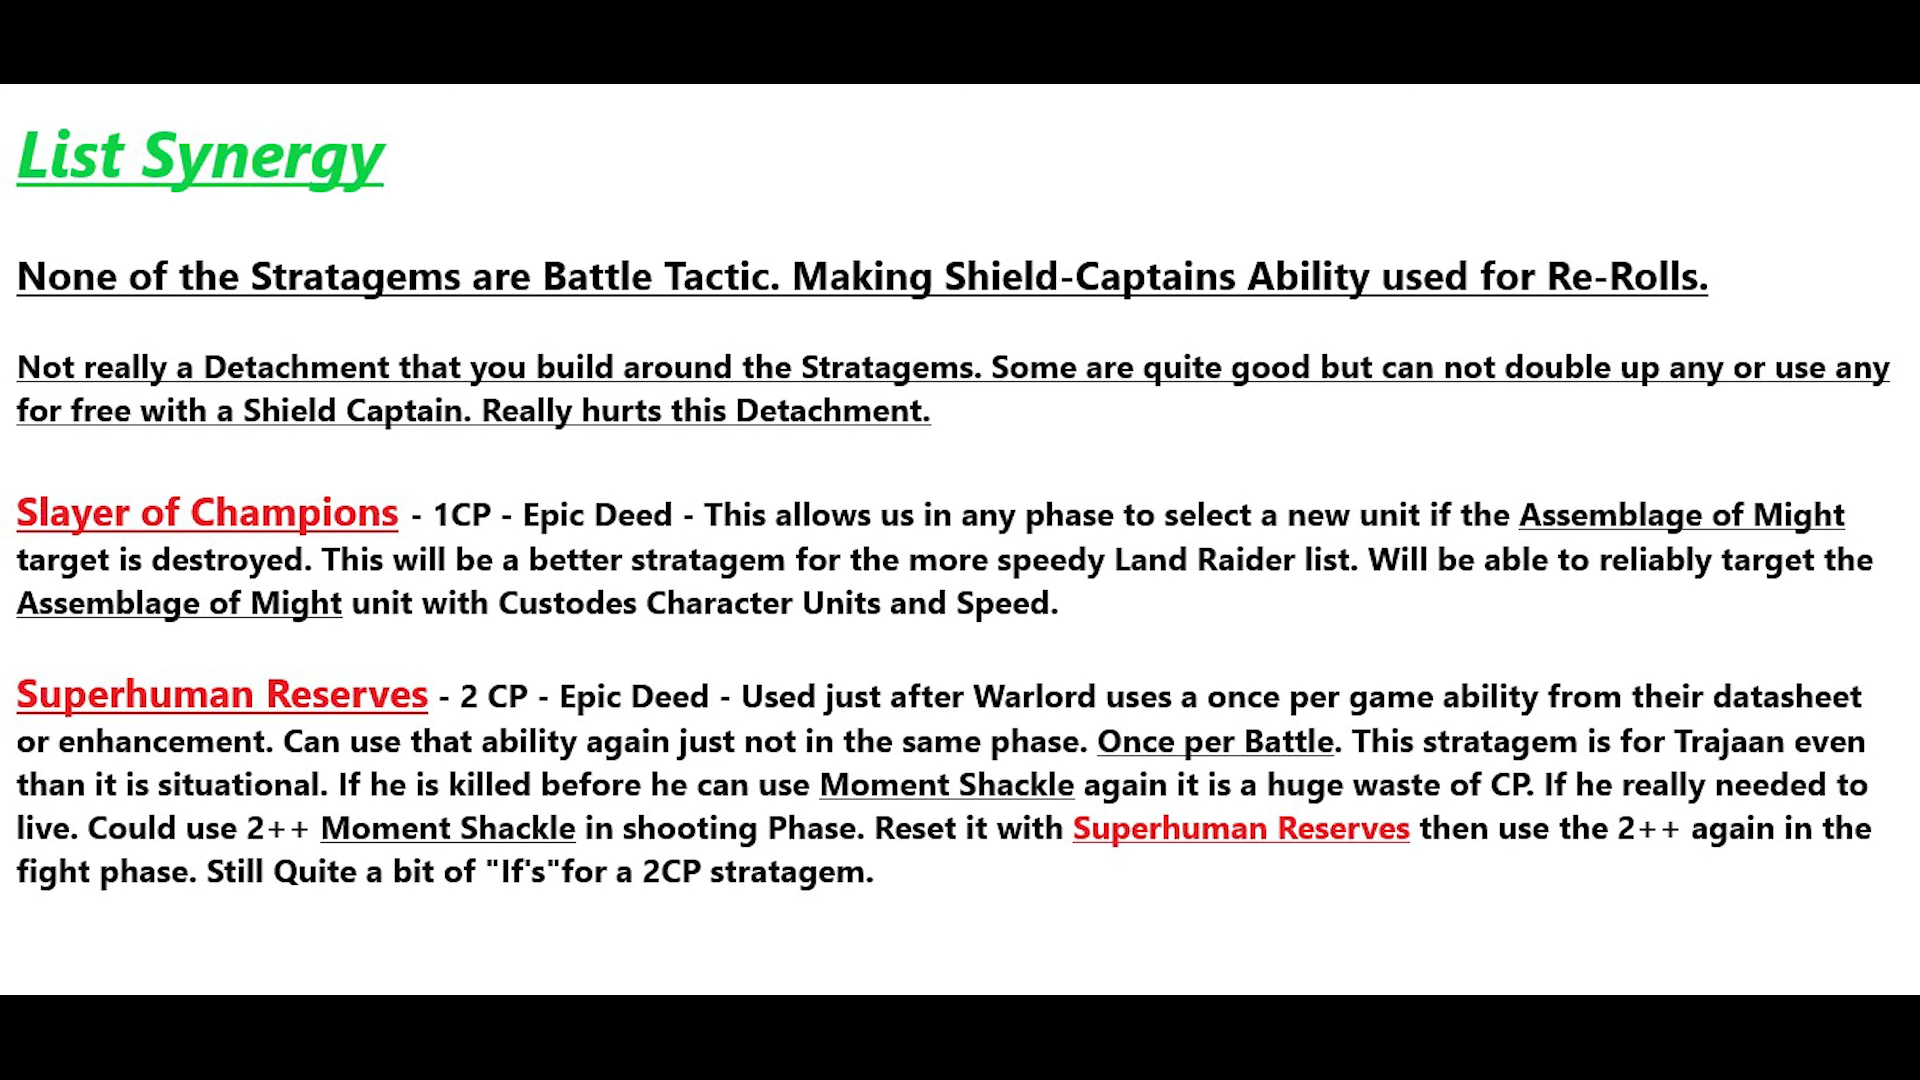 List Synergy
None of the Stratagems are Battle Tactic. Making Shield-Captains Ability used for Re-Rolls.
Not really a Detachment that you build around the Stratagems. Some are quite good but can not double up any or use any
for free with a Shield Captain. Really hurts this Detachment.
Slayer of Champions - 1CP - Epic Deed - This allows us in any phase to select a new unit if the Assemblage of Might
target is destroyed. This will be a better stratagem for the more speedy Land Raider list. Will be able to reliably target the
Assemblage of Might unit with Custodes Character Units and Speed.
Superhuman Reserves - 2 CP - Epic Deed - Used just after Warlord uses a once per game ability from their datasheet
or enhancement. Can use that ability again just not in the same phase. Once per Battle. This stratagem is for Trajaan even
than it is situational. If he is killed before he can use Moment Shackle again it is a huge waste of CP. If he really needed to
live. Could use 2++ Moment Shackle in shooting Phase. Reset it with Superhuman Reserves then use the 2++ again in the
fight phase. Still Quite a bit of "If's"for a 2CP stratagem.